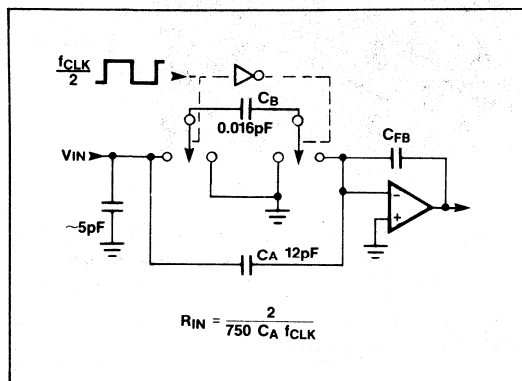 fCLK
2
CB
0.016pF
CFB
VIN
~5pF
−
+
CA 12pF
RIN = 2
750 CA fCLK